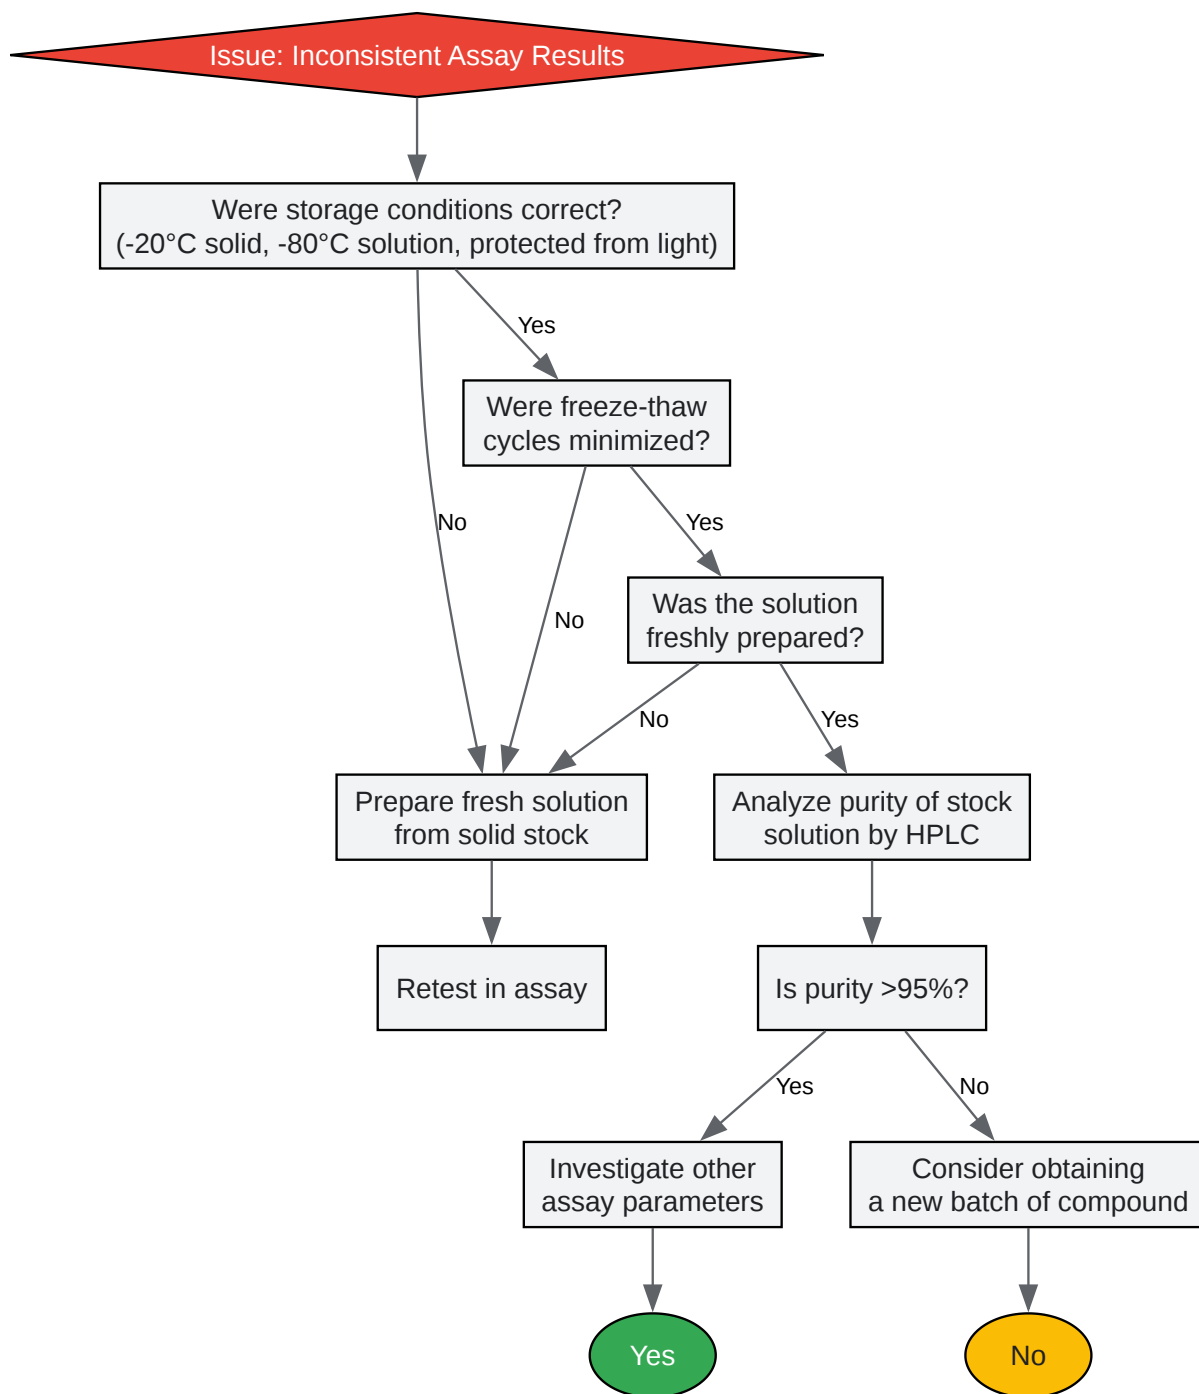 Issue: Inconsistent Assay Results
Were storage conditions correct?
(-20°C solid, -80°C solution, protected from light)
Yes
Were freeze-thaw
cycles minimized?
No
Yes
Was the solution
freshly prepared?
No
No
Yes
Prepare fresh solution
from solid stock
Analyze purity of stock
solution by HPLC
Retest in assay
Is purity >95%?
Yes
No
Investigate other
assay parameters
Consider obtaining
a new batch of compound
Yes
No